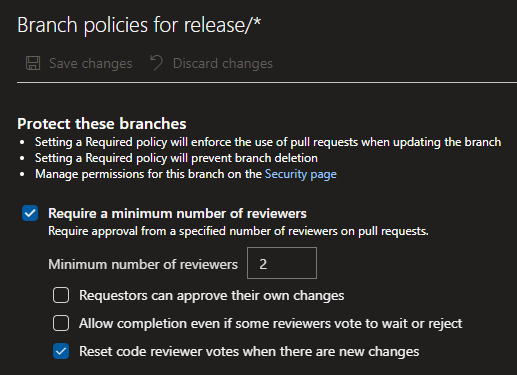 Branch policies for release/*
Save changes Discard changes
Protect these branches
• Setting a Required policy will enforce the use of pull requests when updating the branch
• Setting a Required policy will prevent branch deletion
• Manage permissions for this branch on the Security page
Require a minimum number of reviewers
Require approval from a specified number of reviewers on pull requests.
Minimum number of reviewers 2
Requestors can approve their own changes
Allow completion even if some reviewers vote to wait or reject
Reset code reviewer votes when there are new changes